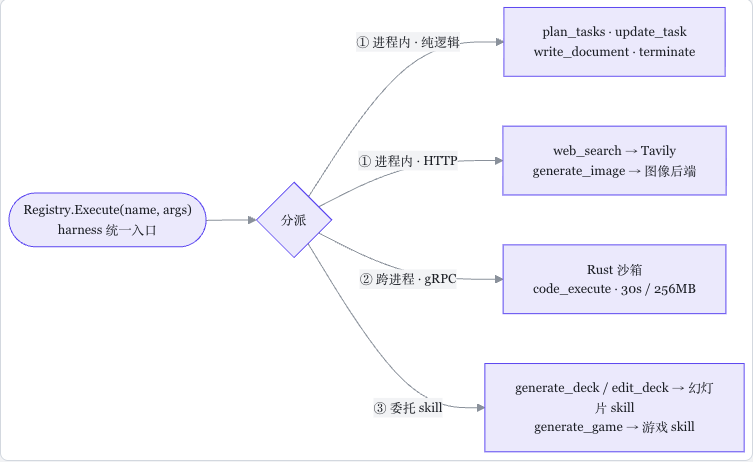 ① 进程内 · 纯逻辑
plan_tasks · update_task
write_document · terminate
① 进程内 · HTTP
web_search → Tavily
generate_image → 图像后端
Registry.Execute(name, args)
harness 统一入口
分派
② 跨进程 · gRPC
Rust 沙箱
code_execute · 30s / 256MB
③ 委托 skill
generate_deck / edit_deck → 幻灯
片 skill
generate_game → 游戏 skill